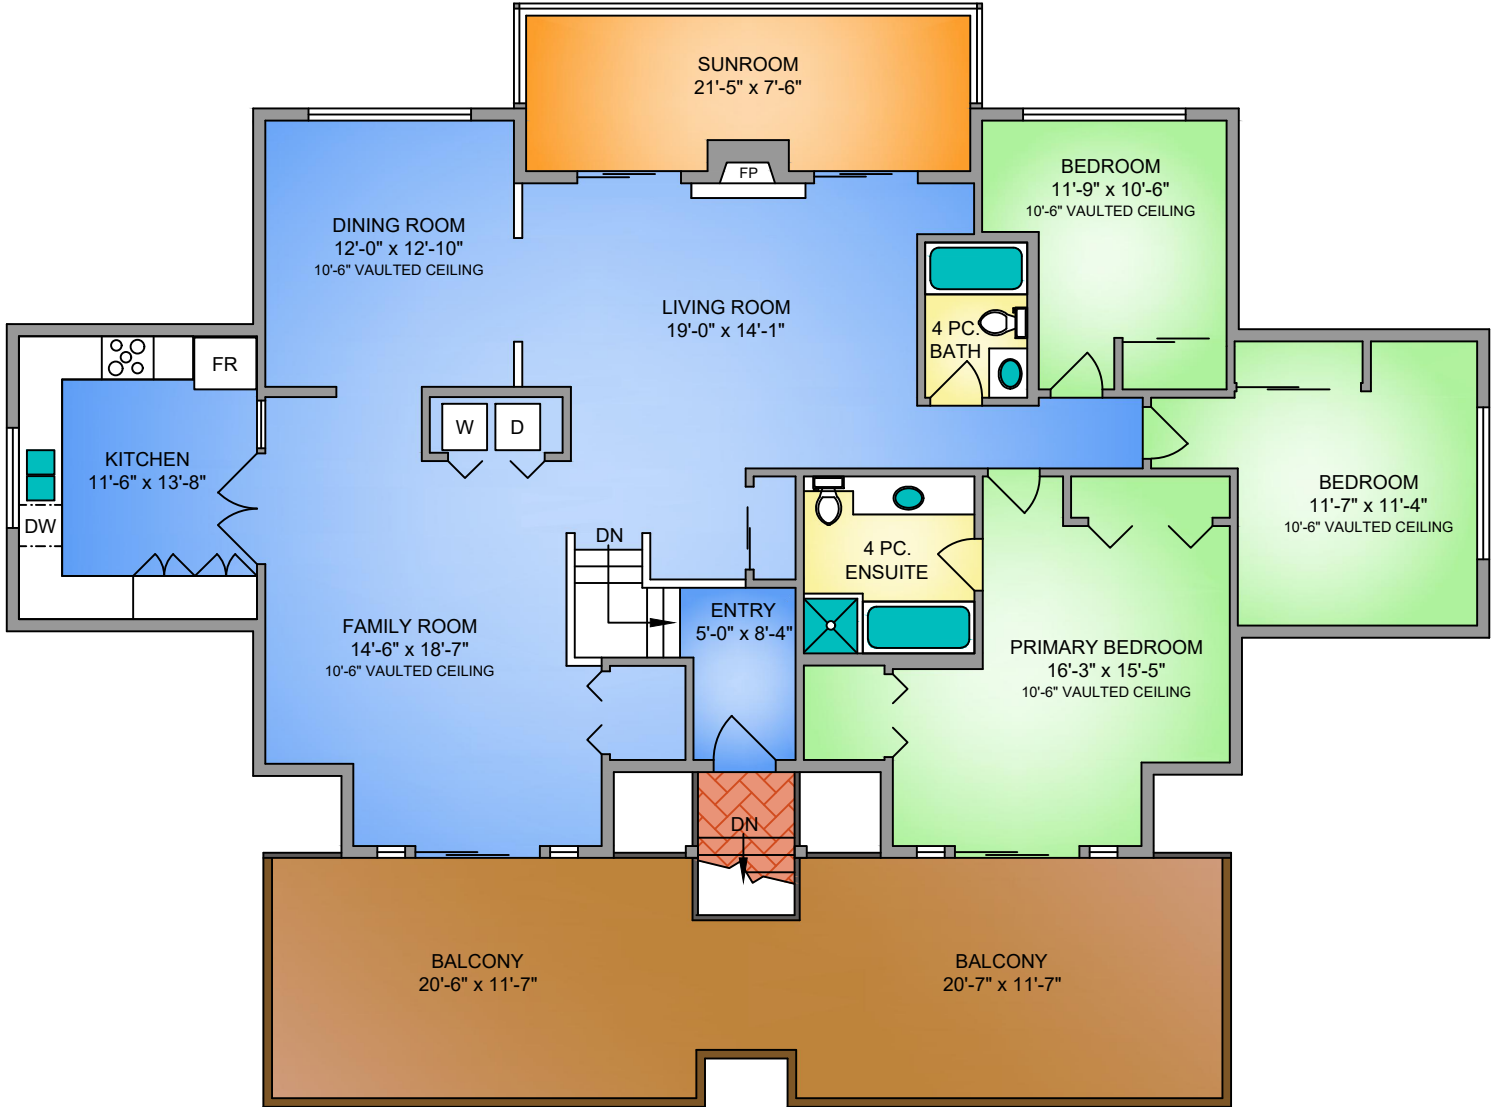 SUNROOM
21'-5" x 7'-6"
FP
BEDROOM
11'-9" x 10'-6"
10'-6" VAULTED CEILING
DINING ROOM
12'-0" x 12'-10"
10'-6" VAULTED CEILING
LIVING ROOM
19'-0" x 14'-1"
4 PC.
BATH
FR
W
D
KITCHEN
11'-6" x 13'-8"
DW
BEDROOM
11'-7" x 11'-4"
10'-6" VAULTED CEILING
DN
4 PC.
ENSUITE
ENTRY
5'-0" x 8'-4"
FAMILY ROOM
14'-6" x 18'-7"
10'-6" VAULTED CEILING
PRIMARY BEDROOM
16'-3" x 15'-5"
10'-6" VAULTED CEILING
DN
BALCONY
20'-6" x 11'-7"
BALCONY
20'-7" x 11'-7"